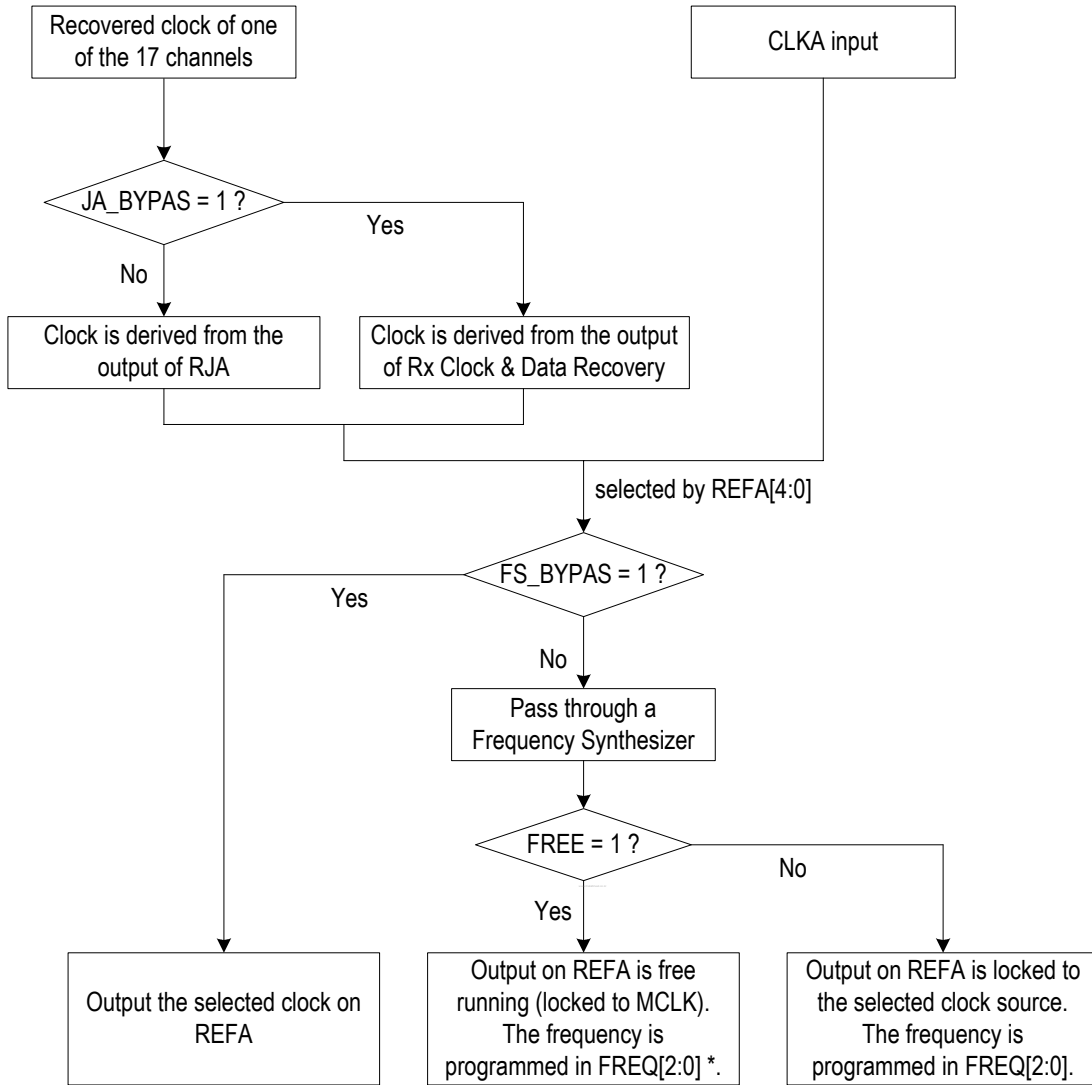 Recovered clock of one
of the 17 channels
CLKA input
JA_BYPAS = 1 ?
Yes
No
Clock is derived from the
output of RJA
Clock is derived from the output
of Rx Clock & Data Recovery
selected by REFA[4:0]
FS_BYPAS = 1 ?
Yes
No
Pass through a
Frequency Synthesizer
FREE = 1 ?
No
Yes
Output the selected clock on
REFA
Output on REFA is free
running (locked to MCLK).
The frequency is
programmed in FREQ[2:0] *.
Output on REFA is locked to
the selected clock source.
The frequency is
programmed in FREQ[2:0].